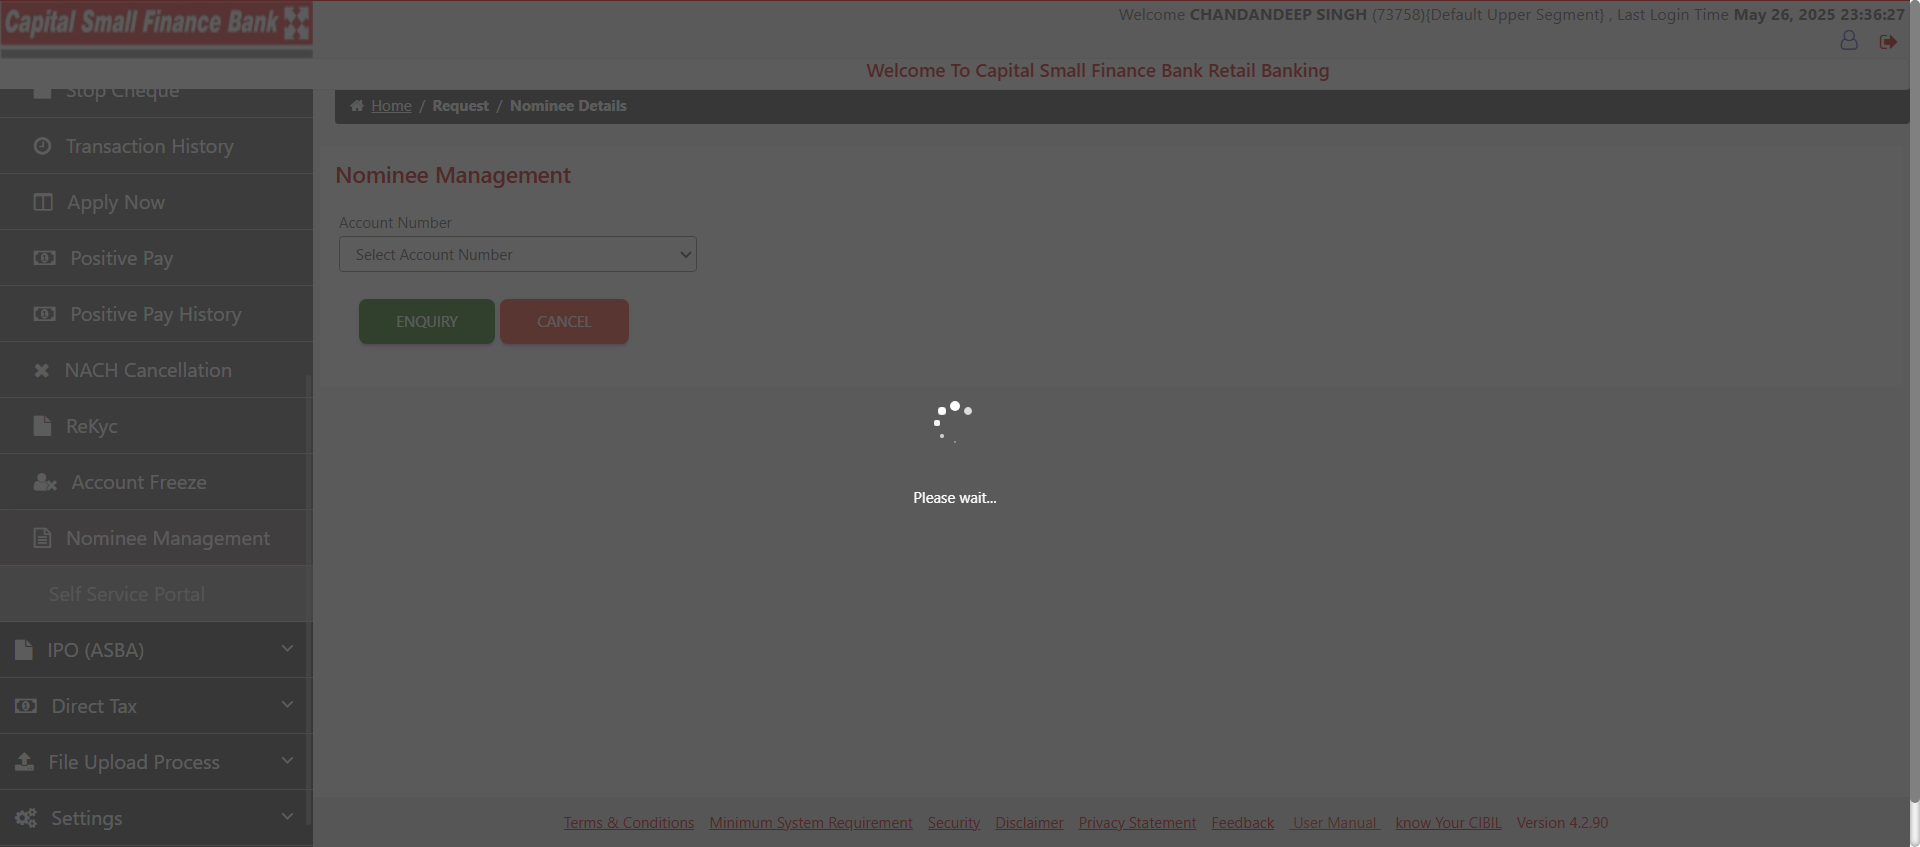 Capital Small Finance Bank
Welcome CHANDANDEEP SINGH (73758){Default Upper Segment} , Last Login Time May 26, 2025 23:36:27
Welcome To Capital Small Finance Bank Retail Banking
Home / Request / Nominee Details
Stop Cheque
Transaction History
Apply Now
Positive Pay
Positive Pay History
NACH Cancellation
ReKyc
Account Freeze
Nominee Management
Self Service Portal
IPO (ASBA)
Direct Tax
File Upload Process
Settings
Nominee Management
Account Number
Select Account Number
ENQUIRY CANCEL
Please wait...
Terms & Conditions Minimum System Requirement Security Disclaimer Privacy Statement Feedback User Manual know Your CIBIL Version 4.2.90